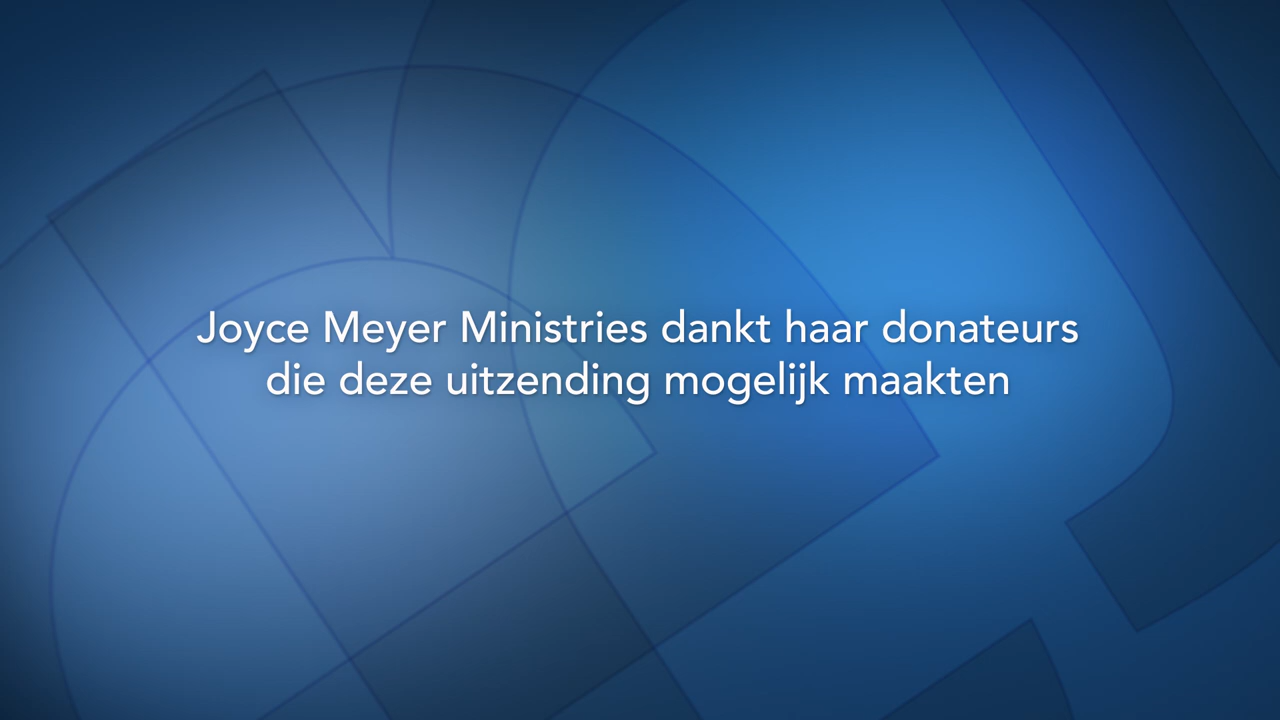 Joyce Meyer Ministries dankt haar donateurs
die deze uitzending mogelijk maakten